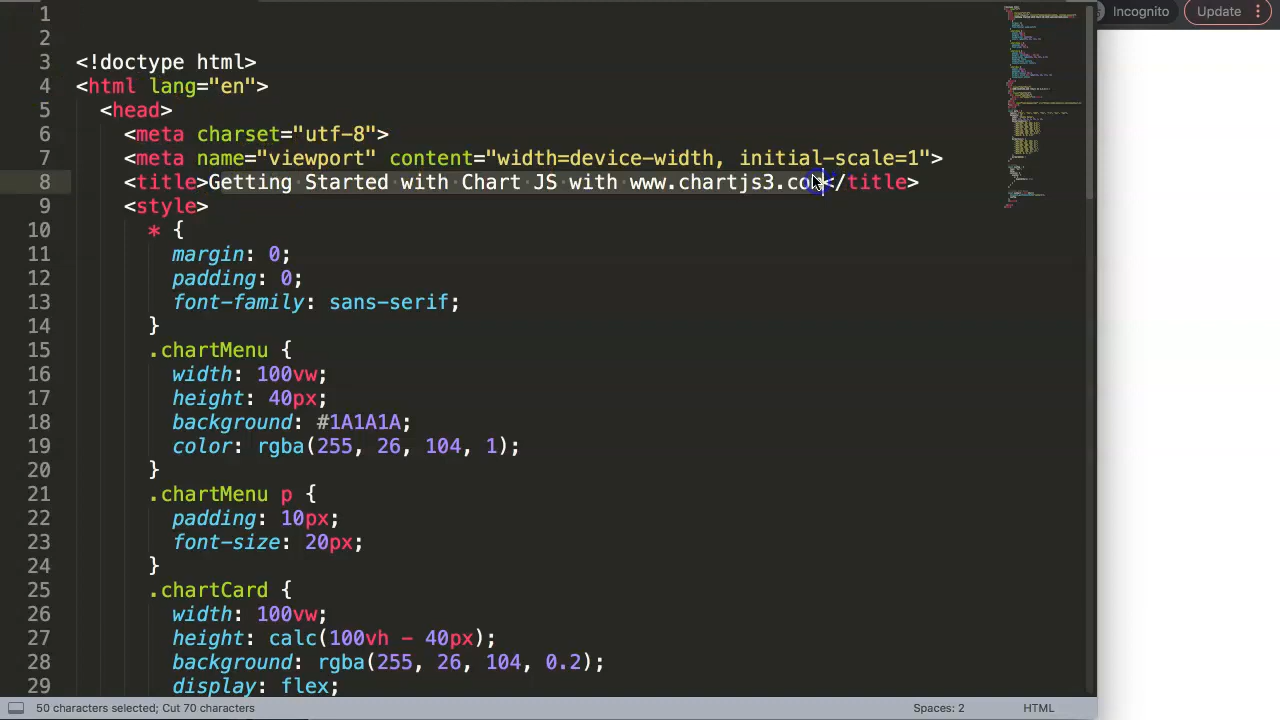 Incognito
Update
1
2
3 <!doctype html>
4 <html lang="en">
5 <head>
6 <meta charset="utf-8">
7 <meta name="viewport" content="width=device-width, initial-scale=1">
8 <title>Getting Started with Chart JS with www.chartjs3.com</title>
9 <style>
10 * {
11 margin: 0;
12 padding: 0;
13 font-family: sans-serif;
14 }
15 .chartMenu {
16 width: 100vw;
17 height: 40px;
18 background: #1A1A1A;
19 color: rgba(255, 26, 104, 1);
20 }
21 .chartMenu p {
22 padding: 10px;
23 font-size: 20px;
24 }
25 .chartCard {
26 width: 100vw;
27 height: calc(100vh - 40px);
28 background: rgba(255, 26, 104, 0.2);
29 display: flex;
50 characters selected; Cut 70 characters
Spaces: 2
HTML